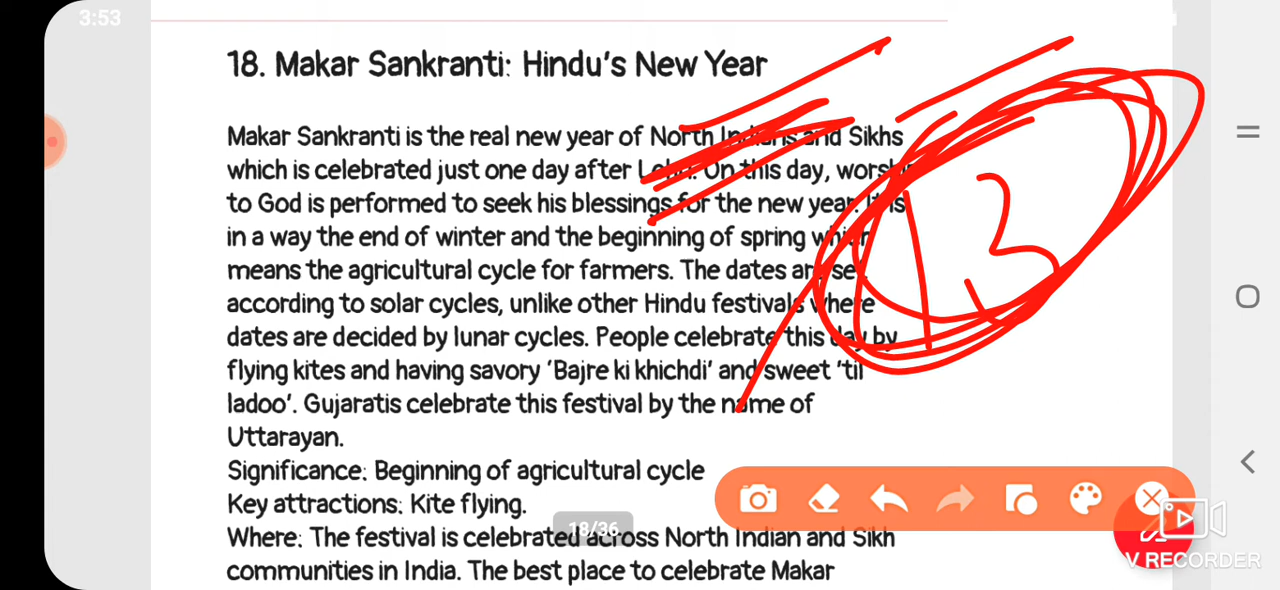 3:53
18. Makar Sankranti: Hindu's New Year
Makar Sankranti is the real new year of North Indians and Sikhs
which is celebrated just one day after Lohri. On this day, worship
to God is performed to seek his blessings for the new year. It is
in a way the end of winter and the beginning of spring which
means the agricultural cycle for farmers. The dates are set
according to solar cycles, unlike other Hindu festivals where
dates are decided by lunar cycles. People celebrate this day by
flying kites and having savory 'Bajre ki khichdi' and sweet 'til
ladoo'. Gujaratis celebrate this festival by the name of
Uttarayan.
Significance: Beginning of agricultural cycle
Key attractions: Kite flying.
Where: The festival is celebrated across North Indian and Sikh
communities in India. The best place to celebrate Makar
13
18/36
V RECORDER